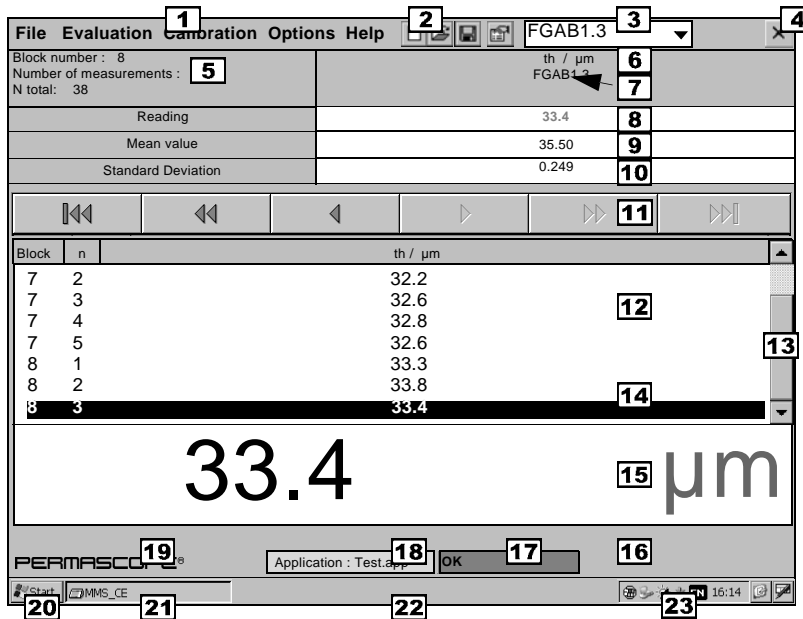 1 2 3 4
File Evaluation Calibration Options Help FGAB1.3
Block number : 8 th / µm 6
Number of measurements : 5 FGAB1.3 7
N total: 38
Reading 33.4 8
Mean value 35.50 9
Standard Deviation 0.249 10
11
Block n th / µm
7 2 32.2
7 3 32.6 12
7 4 32.8
7 5 32.6 13
8 1 33.3
8 2 33.8
8 3 33.4 14
33.4 15 µm
19 18 17 16
PERMASCOPE® Application : Test.app OK
Start MMS_CE EN 16:14
20 21 22 23